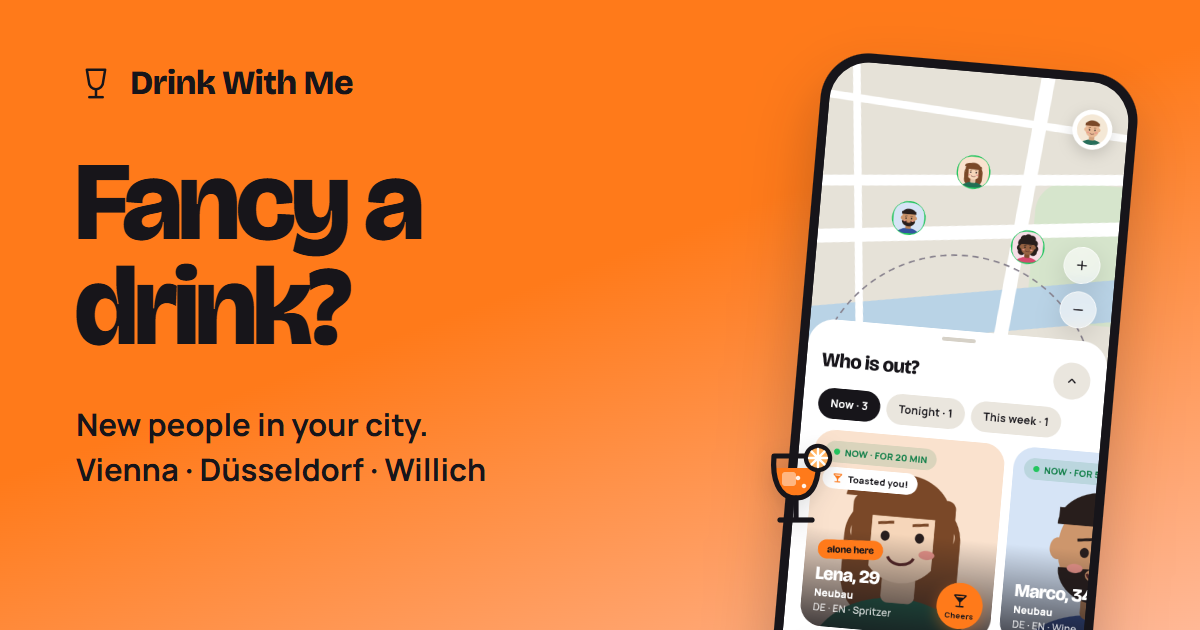 Drink With Me
Fancy a
drink?
New people in your city.
Vienna · Düsseldorf · Willich
+
−
Who is out?
Now · 3
Tonight · 1
This week · 1
NOW · FOR 20 MIN
Toasted you!
alone here
Lena, 29
Neubau
DE · EN · Spritzer
Cheers
NOW · FOR
Marco, 34
Neubau
DE · EN · Wine